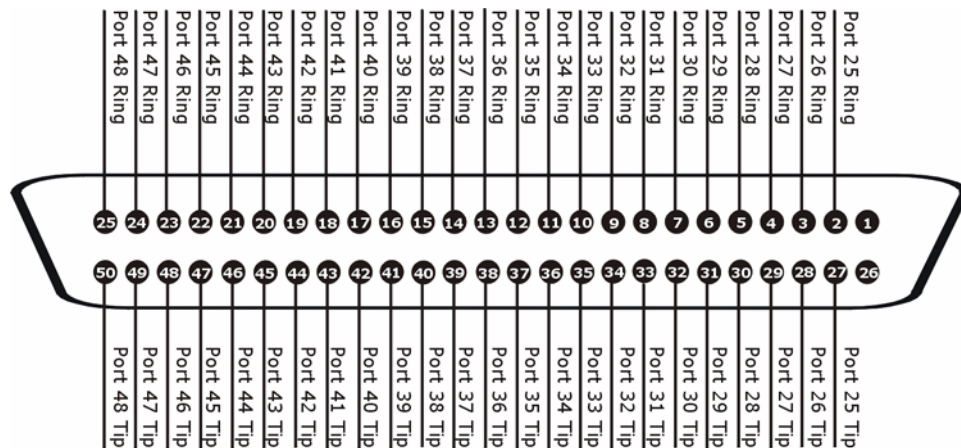 Port 48 Ring
Port 47 Ring
Port 46 Ring
Port 45 Ring
Port 44 Ring
Port 43 Ring
Port 42 Ring
Port 41 Ring
Port 40 Ring
Port 39 Ring
Port 38 Ring
Port 37 Ring
Port 36 Ring
Port 35 Ring
Port 34 Ring
Port 33 Ring
Port 32 Ring
Port 31 Ring
Port 30 Ring
Port 29 Ring
Port 28 Ring
Port 27 Ring
Port 26 Ring
Port 25 Ring
25 24 23 22 21 20 19 18 17 16 15 14 13 12 11 10 9 8 7 6 5 4 3 2 1
50 49 48 47 46 45 44 43 42 41 40 39 38 37 36 35 34 33 32 31 30 29 28 27 26
Port 48 Tip
Port 47 Tip
Port 46 Tip
Port 45 Tip
Port 44 Tip
Port 43 Tip
Port 42 Tip
Port 41 Tip
Port 40 Tip
Port 39 Tip
Port 38 Tip
Port 37 Tip
Port 36 Tip
Port 35 Tip
Port 34 Tip
Port 33 Tip
Port 32 Tip
Port 31 Tip
Port 30 Tip
Port 29 Tip
Port 28 Tip
Port 27 Tip
Port 26 Tip
Port 25 Tip